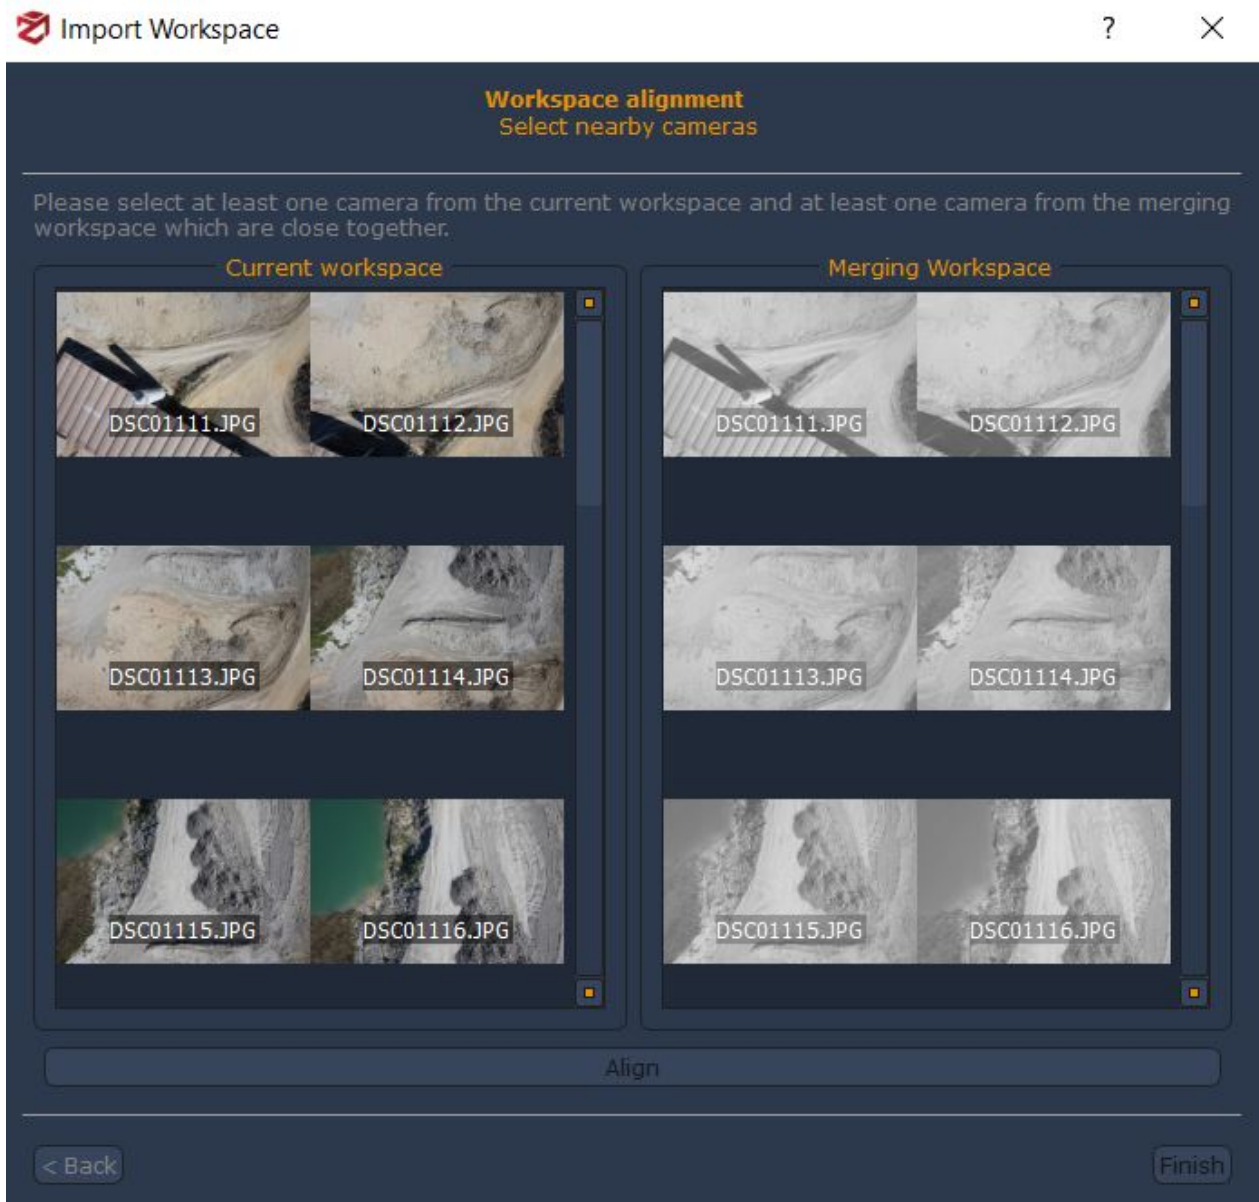 Import Workspace
?
Workspace alignment
Select nearby cameras
Please select at least one camera from the current workspace and at least one camera from the merging
workspace which are close together.
Current workspace
DSC01111.JPG DSC01112.JPG
DSC01113.JPG DSC01114.JPG
DSC01115.JPG DSC01116.JPG
Merging Workspace
DSC01111.JPG DSC01112.JPG
DSC01113.JPG DSC01114.JPG
DSC01115.JPG DSC01116.JPG
Align
< Back
Finish